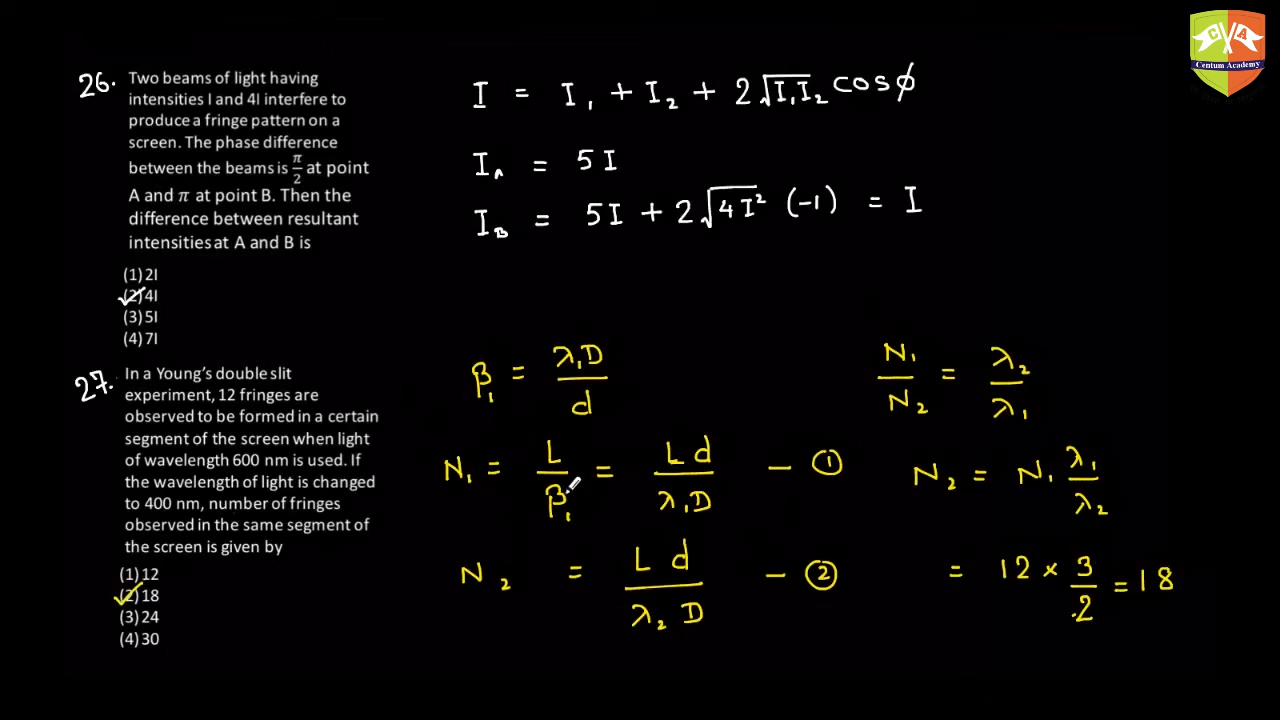 C A
Centum Academy
26. Two beams of light having
intensities I and 4I interfere to
produce a fringe pattern on a
screen. The phase difference
between the beams is π/2 at point
A and π at point B. Then the
difference between resultant
intensities at A and B is
(1) 2I
(2) 4I
(3) 5I
(4) 7I
I = I₁ + I₂ + 2√I₁I₂ cosϕ
I_A = 5I
I_B = 5I + 2√4I² (-1) = I
27. In a Young's double slit
experiment, 12 fringes are
observed to be formed in a certain
segment of the screen when light
of wavelength 600 nm is used. If
the wavelength of light is changed
to 400 nm, number of fringes
observed in the same segment of
the screen is given by
(1) 12
(2) 18
(3) 24
(4) 30
β₁ = λ₁D/d
N₁ = L/β₁ = Ld/λ₁D - ①
N₂ = Ld/λ₂D - ②
N₁/N₂ = λ₂/λ₁
N₂ = N₁ λ₁/λ₂
= 12 × 3/2 = 18